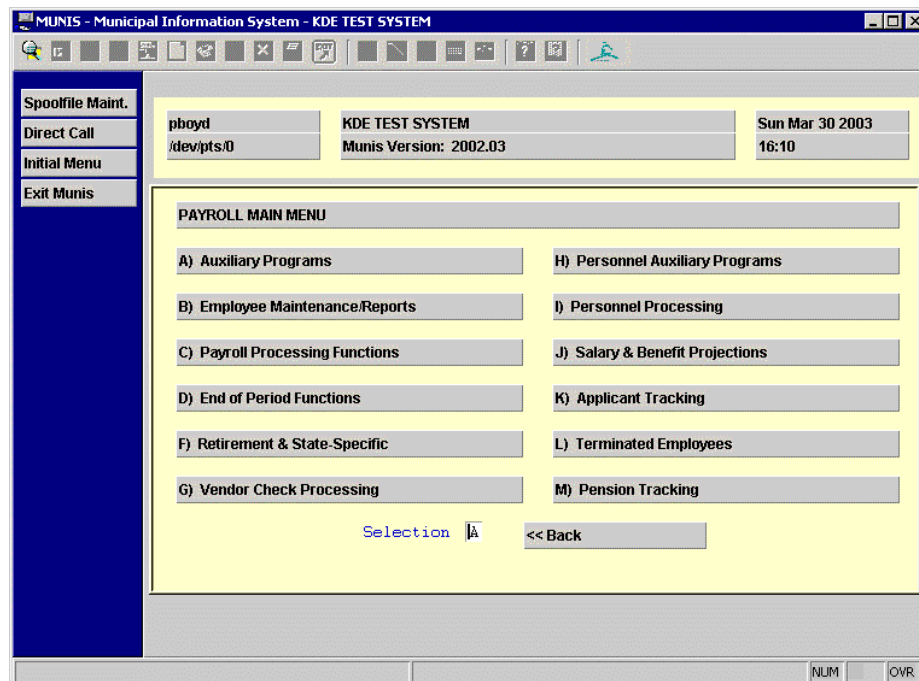 MUNIS - Municipal Information System - KDE TEST SYSTEM
Spoolfile Maint.
Direct Call
Initial Menu
Exit Munis
pboyd KDE TEST SYSTEM Sun Mar 30 2003
/dev/pts/0 Munis Version: 2002.03 16:10
PAYROLL MAIN MENU
A) Auxiliary Programs
B) Employee Maintenance/Reports
C) Payroll Processing Functions
D) End of Period Functions
F) Retirement & State-Specific
G) Vendor Check Processing
H) Personnel Auxiliary Programs
I) Personnel Processing
J) Salary & Benefit Projections
K) Applicant Tracking
L) Terminated Employees
M) Pension Tracking
Selection A << Back
NUM OVR